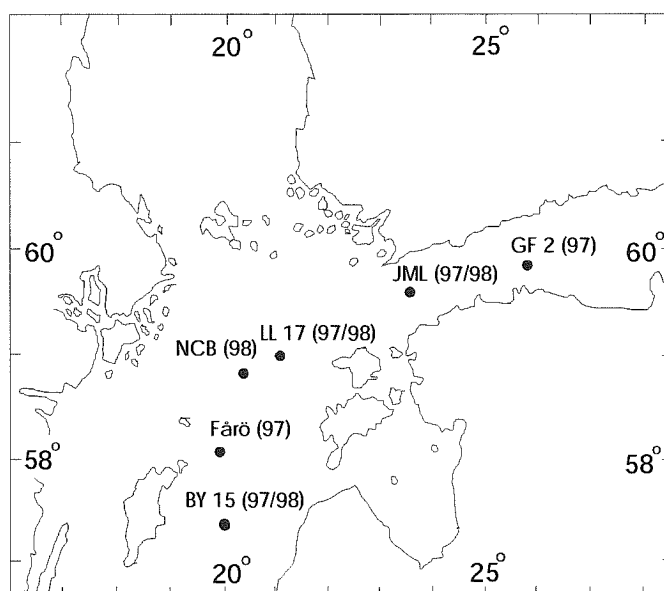 20°
25°
60°
GF 2 (97)
60°
JML (97/98)
LL 17 (97/98)
NCB (98)
Fårö (97)
58°
58°
BY 15 (97/98)
20°
25°